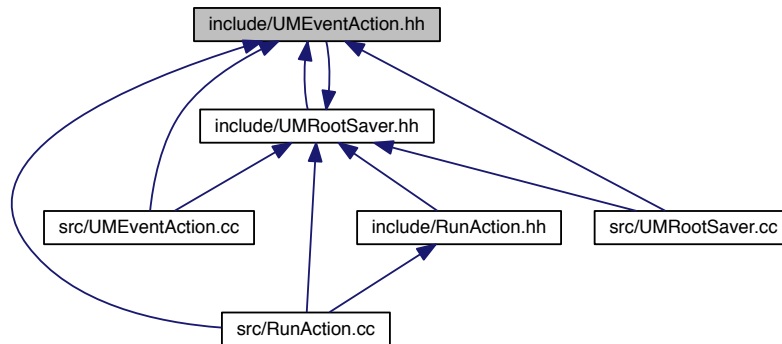 include/UMEventAction.hh
include/UMRootSaver.hh
src/UMEventAction.cc
include/RunAction.hh
src/UMRootSaver.cc
src/RunAction.cc